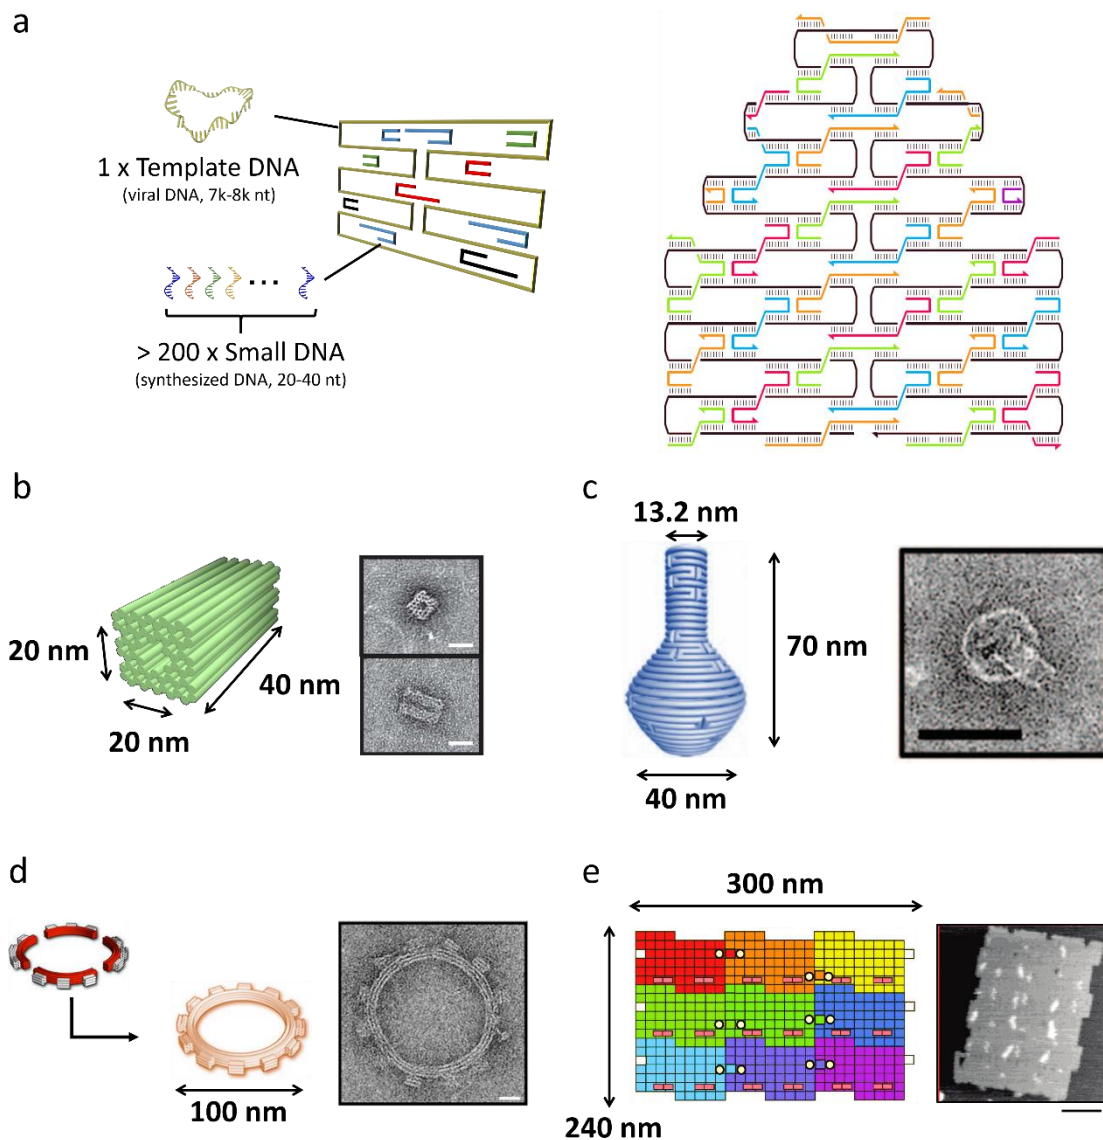 a
1 x Template DNA
(viral DNA, 7k-8k nt)
> 200 x Small DNA
(synthesized DNA, 20-40 nt)
b
20 nm
20 nm
40 nm
c
13.2 nm
70 nm
40 nm
d
100 nm
e
300 nm
240 nm